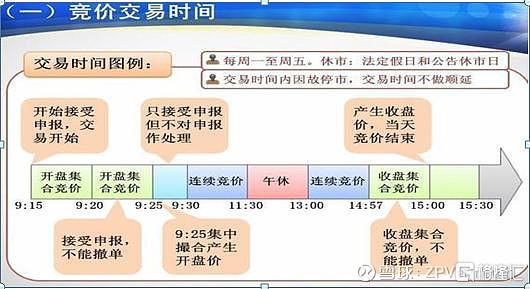 （一）竞价交易时间
交易时间图例：
每周一至周五。休市：法定假日和公告休市日
交易时间内因故停市，交易时间不做顺延
开始接受
申报，交
易开始
只接受申报
但不对申报
作处理
产生收盘
价，当天
竞价结束
开盘集
合竞价
开盘集
合竞价
连续竞价
午休
连续竞价
收盘集
合竞价
9:15
9:20
9:25
9:30
11:30
13:00
14:57
15:00
15:30
接受申报，
不能撤单
9:25集中
撮合产生
开盘价
收盘集合
竞价，不
能撤单
雪球：ZPV